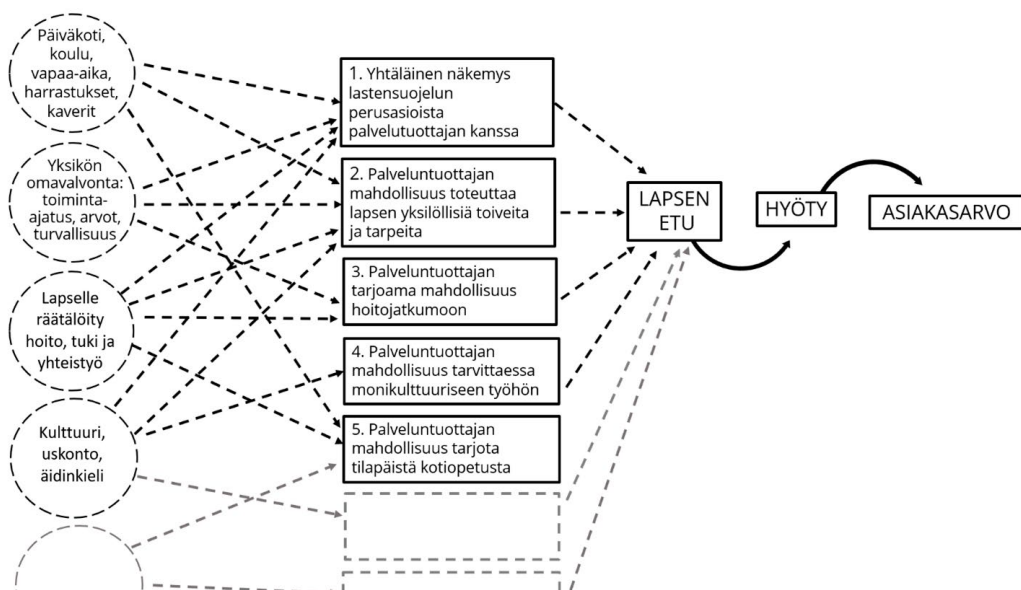 Päiväkoti,
koulu,
vapaa-aika,
harrastukset,
kaverit
Yksikön
omavalvonta:
toiminta-
ajatus, arvot,
turvallisuus
Lapselle
räätälöity
hoito, tuki ja
yhteistyö
Kulttuuri,
uskonto,
äidinkieli
1. Yhtäläinen näkemys
lastensuojelun
perusasioista
palvelutuottajan kanssa
2. Palveluntuottajan
mahdollisuus toteuttaa
lapsen yksilöllisiä toiveita
ja tarpeita
3. Palveluntuottajan
tarjoama mahdollisuus
hoitojatkumoon
4. Palveluntuottajan
mahdollisuus tarvittaessa
monikulttuuriseen työhön
5. Palveluntuottajan
mahdollisuus tarjota
tilapäistä kotiopetusta
LAPSEN
ETU
HYÖTY
ASIAKASARVO